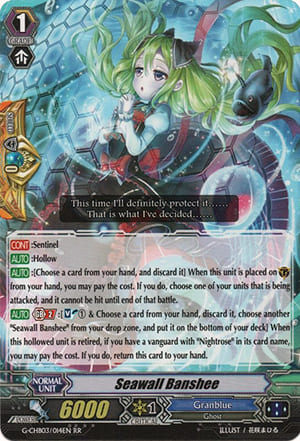 1
GRADE
This time I'll definitely protect it......
That is what I've decided......
CONT :Sentinel
AUTO :Hollow
AUTO :[Choose a card from your hand, and discard it] When this unit is placed on
from your hand, you may pay the cost. If you do, choose one of your units that is being
attacked, and it cannot be hit until end of that battle.
AUTO :[CB 2 :[V 1 & Choose a card from your hand, discard it, choose another
"Seawall Banshee" from your drop zone, and put it on the bottom of your deck] When
this hollowed unit is retired, if you have a vanguard with "Nightrose" in its card name,
you may pay the cost. If you do, return this card to your hand.
NORMAL
UNIT
Seawall Banshee
6000
1
CRITICAL
Granblue
Ghost
G-CHB03/014EN RR
ILLUST /